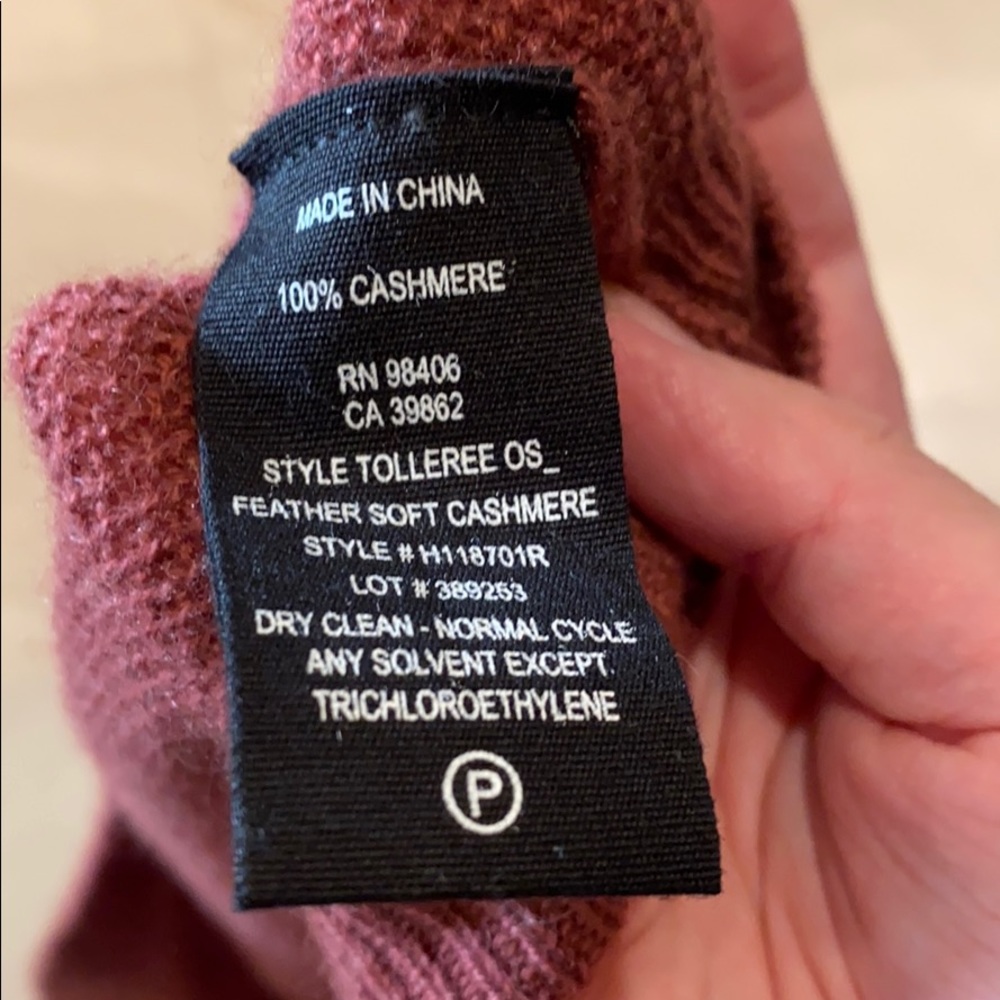 MADE IN CHINA
100% CASHMERE
RN 98406
CA 39862
STYLE TOLLEREE OS_
FEATHER SOFT CASHMERE
STYLE # H118701R
LOT # 389253
DRY CLEAN - NORMAL CYCLE
ANY SOLVENT EXCEPT
TRICHLOROETHYLENE
P